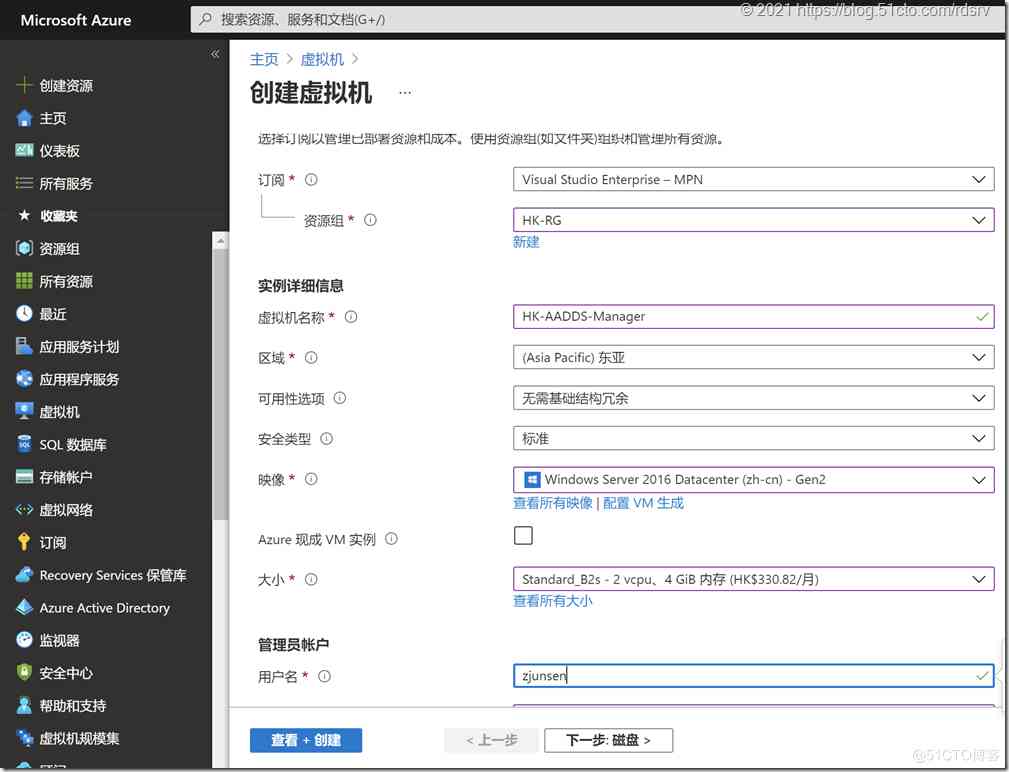 Microsoft Azure
搜索资源、服务和文档(G+/)
© 2021 https://blog.51cto.com/rdsrv
«
创建资源
主页
仪表板
所有服务
收藏夹
资源组
所有资源
最近
应用服务计划
应用程序服务
虚拟机
SQL 数据库
存储帐户
虚拟网络
订阅
Recovery Services 保管库
Azure Active Directory
监视器
安全中心
帮助和支持
虚拟机规模集
主页 > 虚拟机 >
创建虚拟机 ...
选择订阅以管理已部署资源和成本。使用资源组(如文件夹)组织和管理所有资源。
订阅 * Visual Studio Enterprise – MPN
资源组 * HK-RG
新建
实例详细信息
虚拟机名称 * HK-AADDS-Manager
区域 * (Asia Pacific) 东亚
可用性选项 无需基础结构冗余
安全类型 标准
映像 * Windows Server 2016 Datacenter (zh-cn) - Gen2
查看所有映像 | 配置 VM 生成
Azure 现成 VM 实例
大小 * Standard_B2s - 2 vcpu、4 GiB 内存 (HK$330.82/月)
查看所有大小
管理员帐户
用户名 * zjunsen
查看 + 创建 < 上一步 下一步: 磁盘 >
@51CTO博客